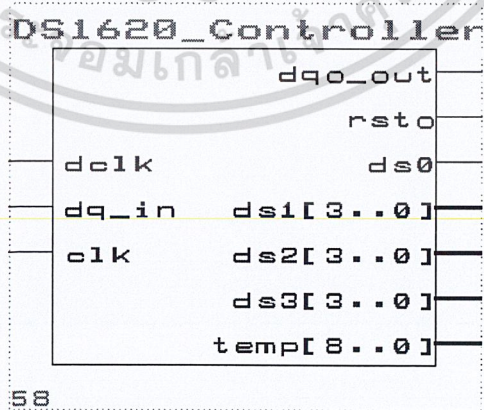 DS1620_Controller
dqo_out
rsto
dclk ds0
dq_in ds1[3..0]
clk ds2[3..0]
ds3[3..0]
temp[8..0]
58